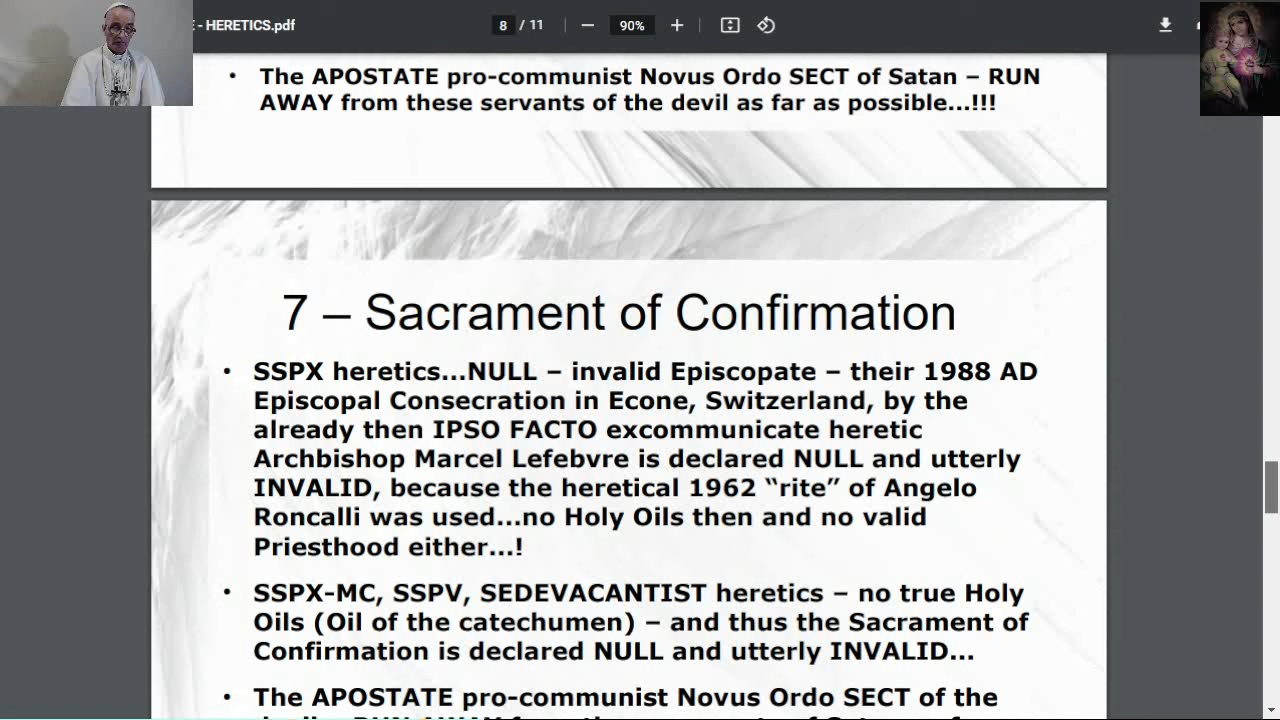 - HERETICS.pdf
8 / 11
90%
• The APOSTATE pro-communist Novus Ordo SECT of Satan – RUN
AWAY from these servants of the devil as far as possible...!!!
7 – Sacrament of Confirmation
• SSPX heretics...NULL – invalid Episcopate – their 1988 AD
Episcopal Consecration in Econe, Switzerland, by the
already then IPSO FACTO excommunicate heretic
Archbishop Marcel Lefebvre is declared NULL and utterly
INVALID, because the heretical 1962 “rite” of Angelo
Roncalli was used...no Holy Oils then and no valid
Priesthood either...!
• SSPX-MC, SSPV, SEDEVACANTIST heretics – no true Holy
Oils (Oil of the catechumen) – and thus the Sacrament of
Confirmation is declared NULL and utterly INVALID...
• The APOSTATE pro-communist Novus Ordo SECT of the